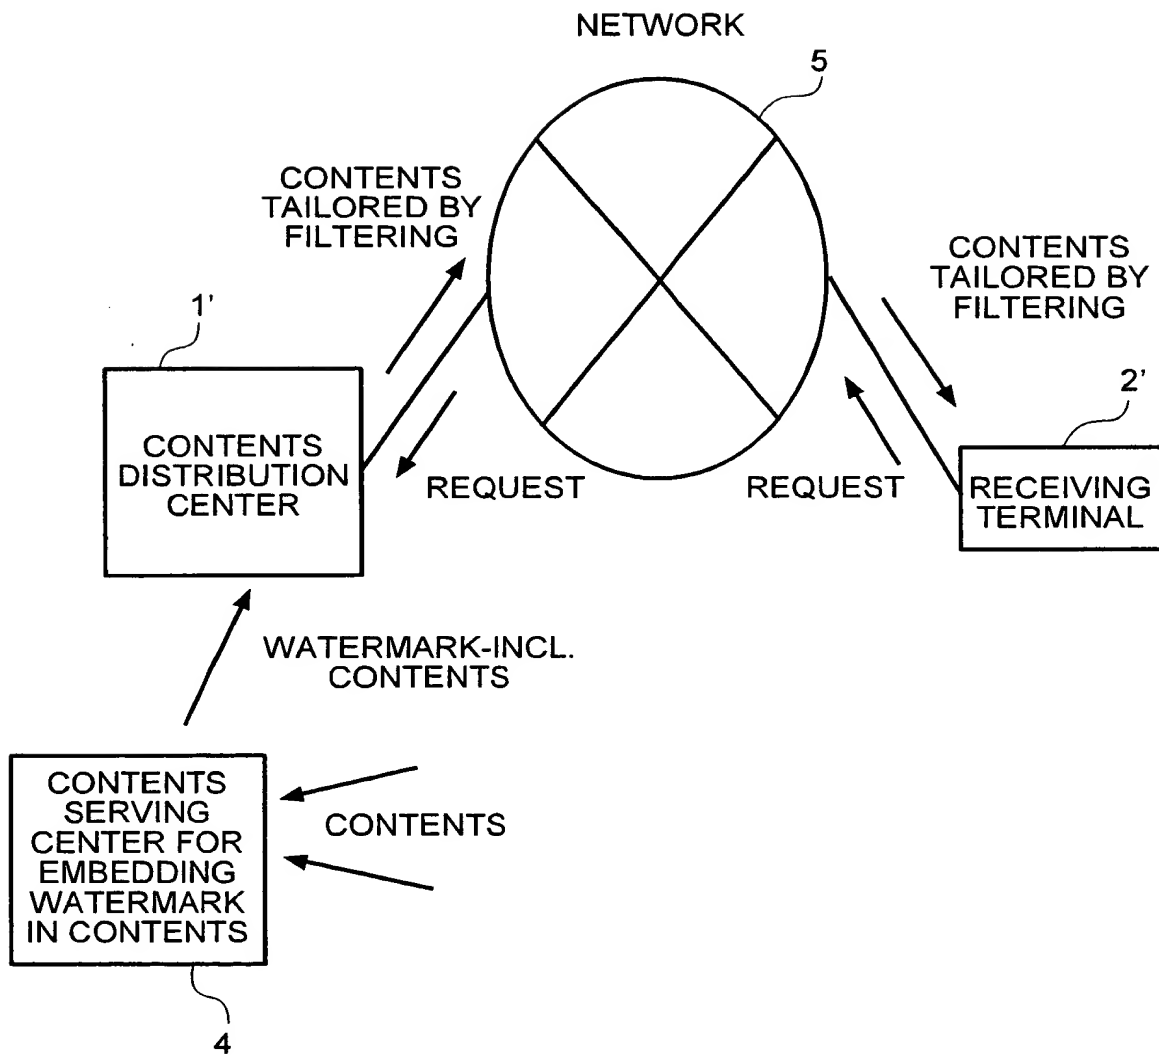 NETWORK
5
CONTENTS
TAILORED BY
FILTERING
CONTENTS
TAILORED BY
FILTERING
1'
2'
CONTENTS
DISTRIBUTION
CENTER
REQUEST
REQUEST
RECEIVING
TERMINAL
WATERMARK-INCL.
CONTENTS
CONTENTS
SERVING
CENTER FOR
EMBEDDING
WATERMARK
IN CONTENTS
CONTENTS
4